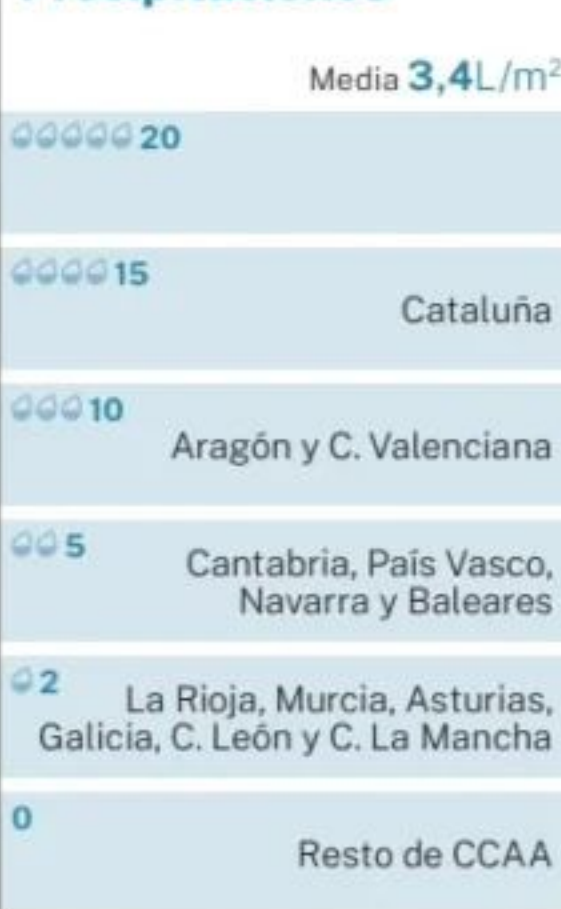 Media 3,4L/m²
20
15
Cataluña
10
Aragón y C. Valenciana
5
Cantabria, País Vasco,
Navarra y Baleares
2
La Rioja, Murcia, Asturias,
Galicia, C. León y C. La Mancha
0
Resto de CCAA